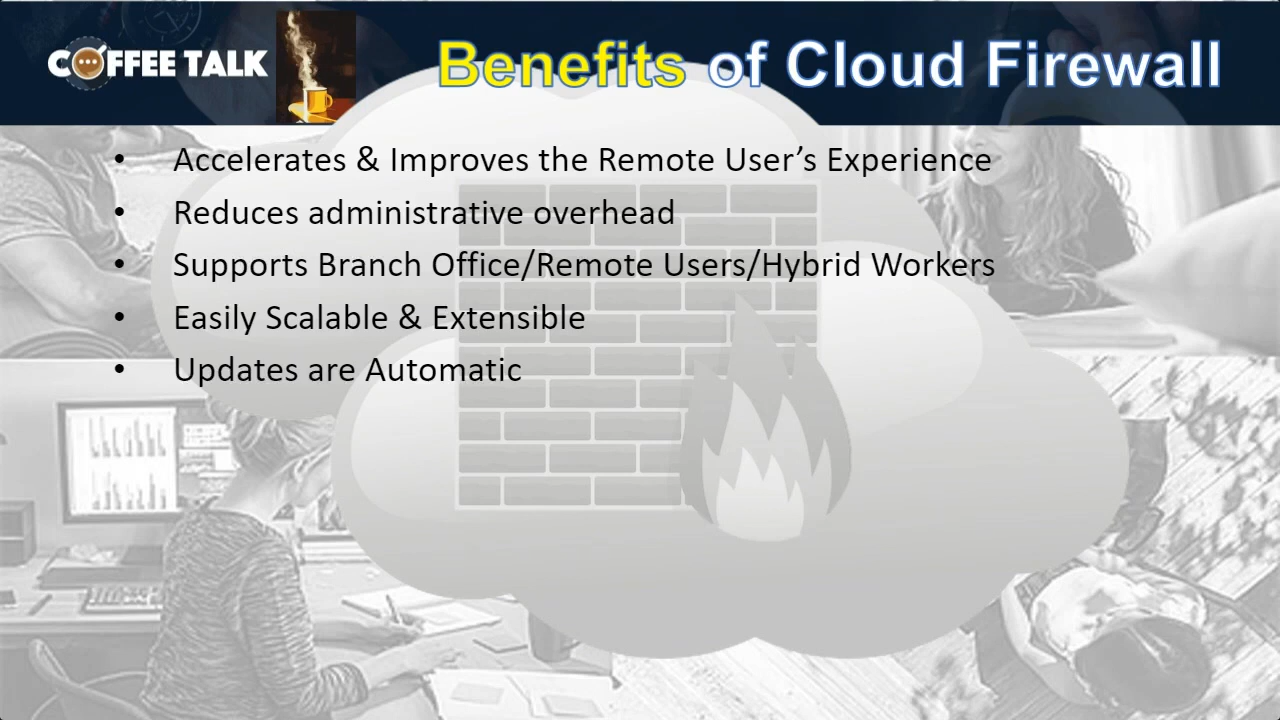 COFFEE TALK
Benefits of Cloud Firewall
• Accelerates & Improves the Remote User’s Experience
• Reduces administrative overhead
• Supports Branch Office/Remote Users/Hybrid Workers
• Easily Scalable & Extensible
• Updates are Automatic